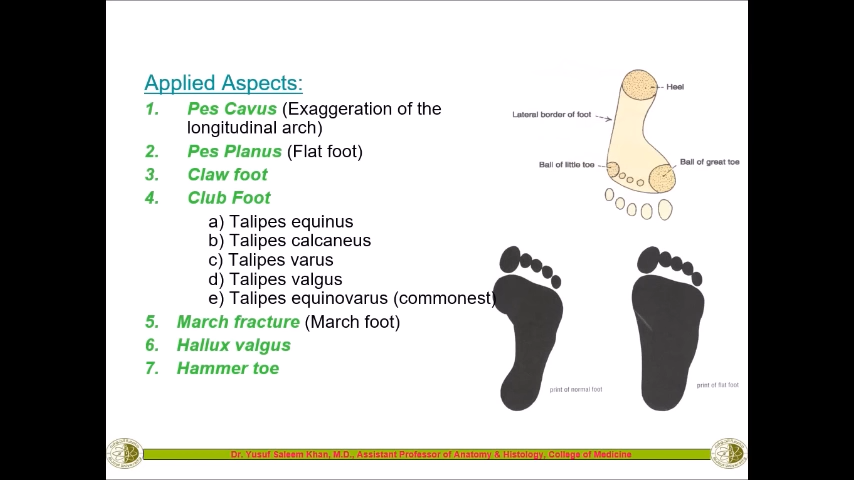 Applied Aspects:
1. Pes Cavus (Exaggeration of the
longitudinal arch)
2. Pes Planus (Flat foot)
3. Claw foot
4. Club Foot
a) Talipes equinus
b) Talipes calcaneus
c) Talipes varus
d) Talipes valgus
e) Talipes equinovarus (commonest)
5. March fracture (March foot)
6. Hallux valgus
7. Hammer toe
Heel
Lateral border of foot
Ball of little toe
Ball of great toe
print of normal foot
print of flat foot
Dr. Yusuf Saleem Khan, M.D., Assistant Professor of Anatomy & Histology, College of Medicine